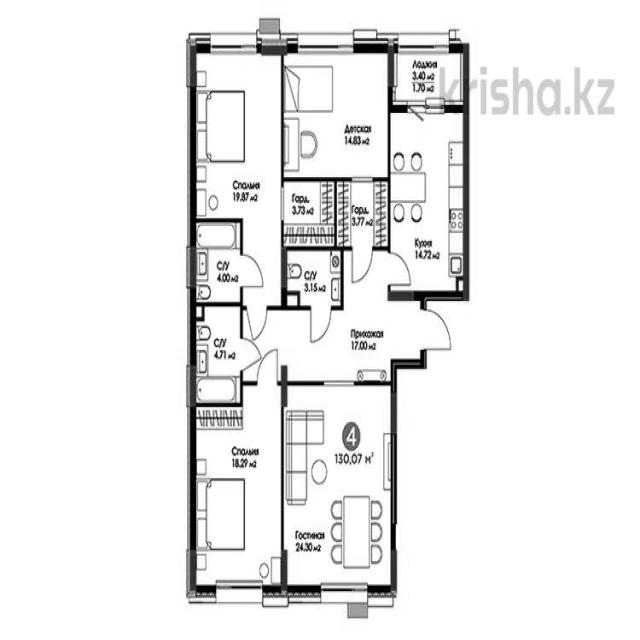 Лоджия
3.40 м2
1.70 м2
krisha.kz
Детская
14.83 м2
Спальня
19.87 м2
Гард.
3.73 м2
Гард.
3.77 м2
Кухня
14.72 м2
С/У
4.00 м2
С/У
3.15 м2
С/У
4.71 м2
Прихожая
17.00 м2
4
130,07 м²
Спальня
18.29 м2
Гостиная
24.30 м2